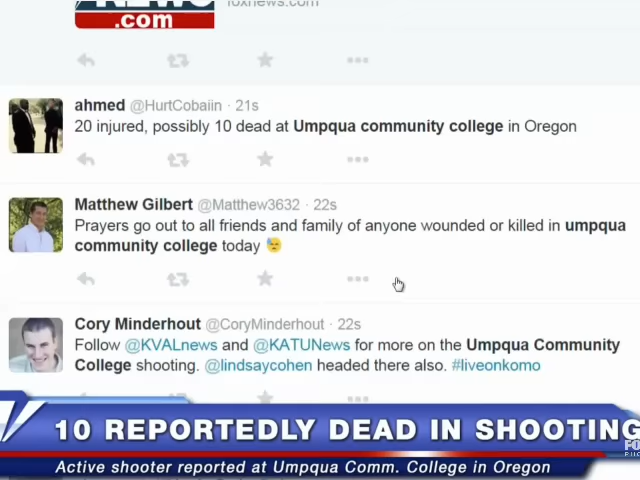 NEWS
.com
foxnews.com
ahmed @HurtCobaiin · 21s
20 injured, possibly 10 dead at Umpqua community college in Oregon
Matthew Gilbert @Matthew3632 · 22s
Prayers go out to all friends and family of anyone wounded or killed in umpqua
community college today 😓
Cory Minderhout @CoryMinderhout · 22s
Follow @KVALnews and @KATUNews for more on the Umpqua Community
College shooting. @lindsaycohen headed there also. #liveonkomo
10 REPORTEDLY DEAD IN SHOOTING
Active shooter reported at Umpqua Comm. College in Oregon